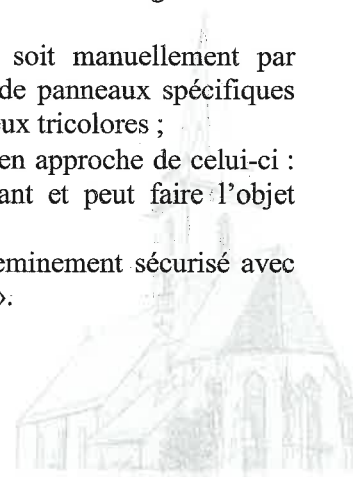 soit manuellement par
de panneaux spécifiques
eux tricolores ;
en approche de celui-ci :
ant et peut faire l'objet
eminement sécurisé avec
».